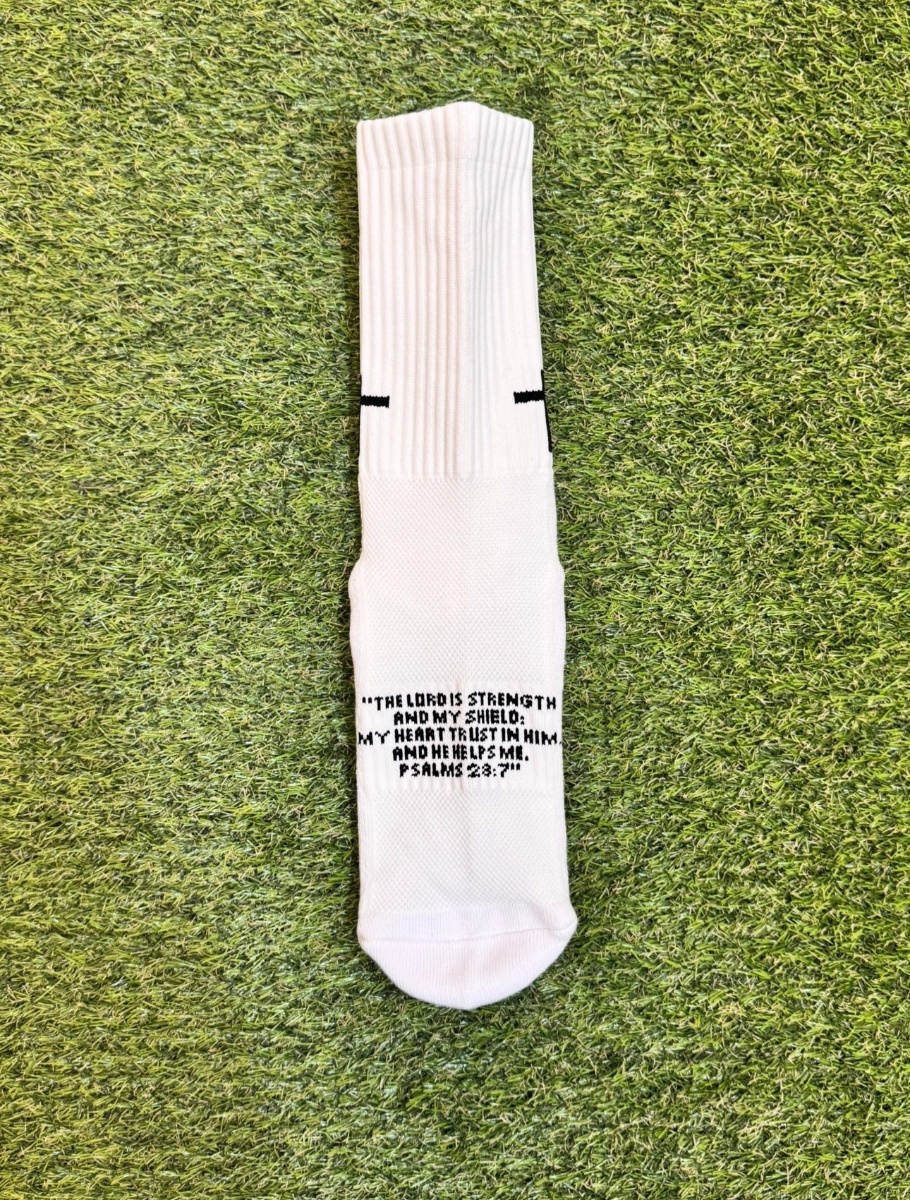 "THE LORD IS STRENGTH
AND MY SHIELD:
MY HEART TRUST IN HIM.
AND HE HELPS ME.
PSALMS 28:7"